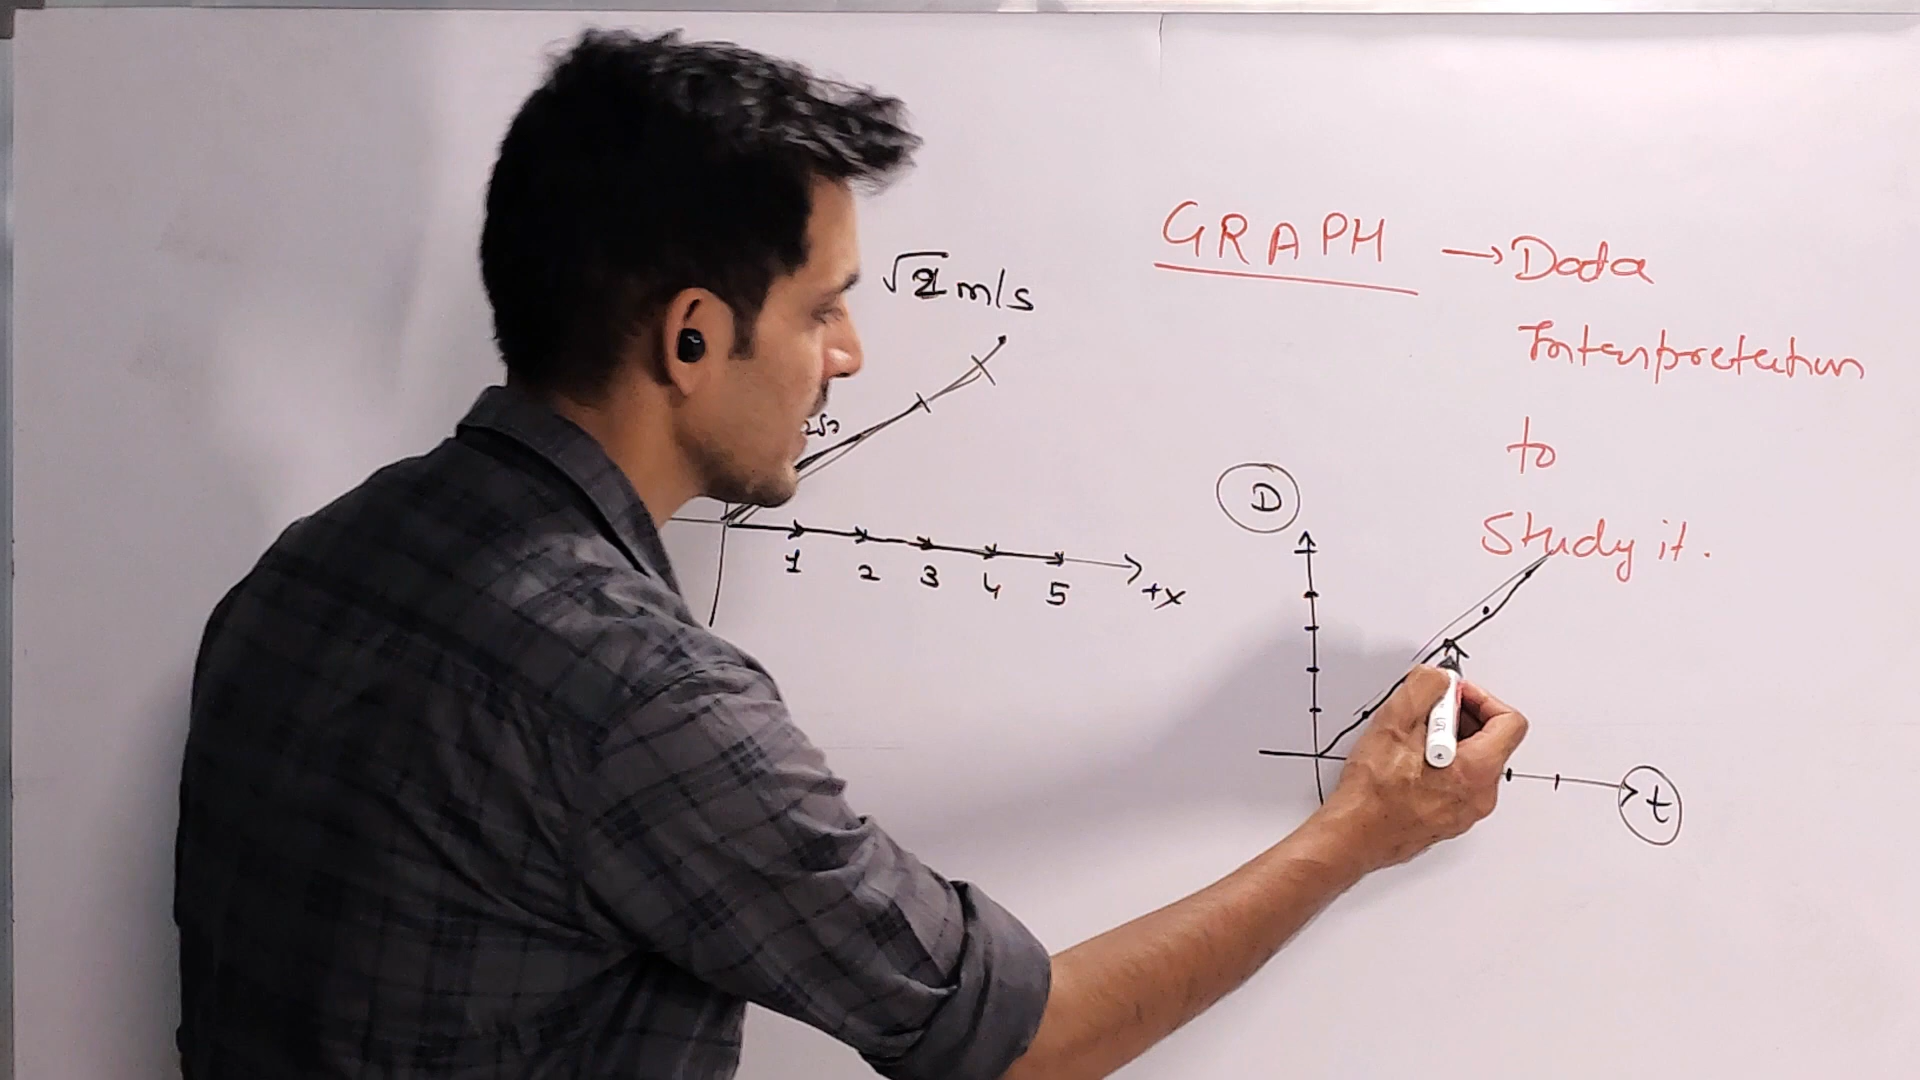 GRAPH → Data
Interpretation
to
Study it.
√2 m/s
1 2 3 4 5 +x
D
t